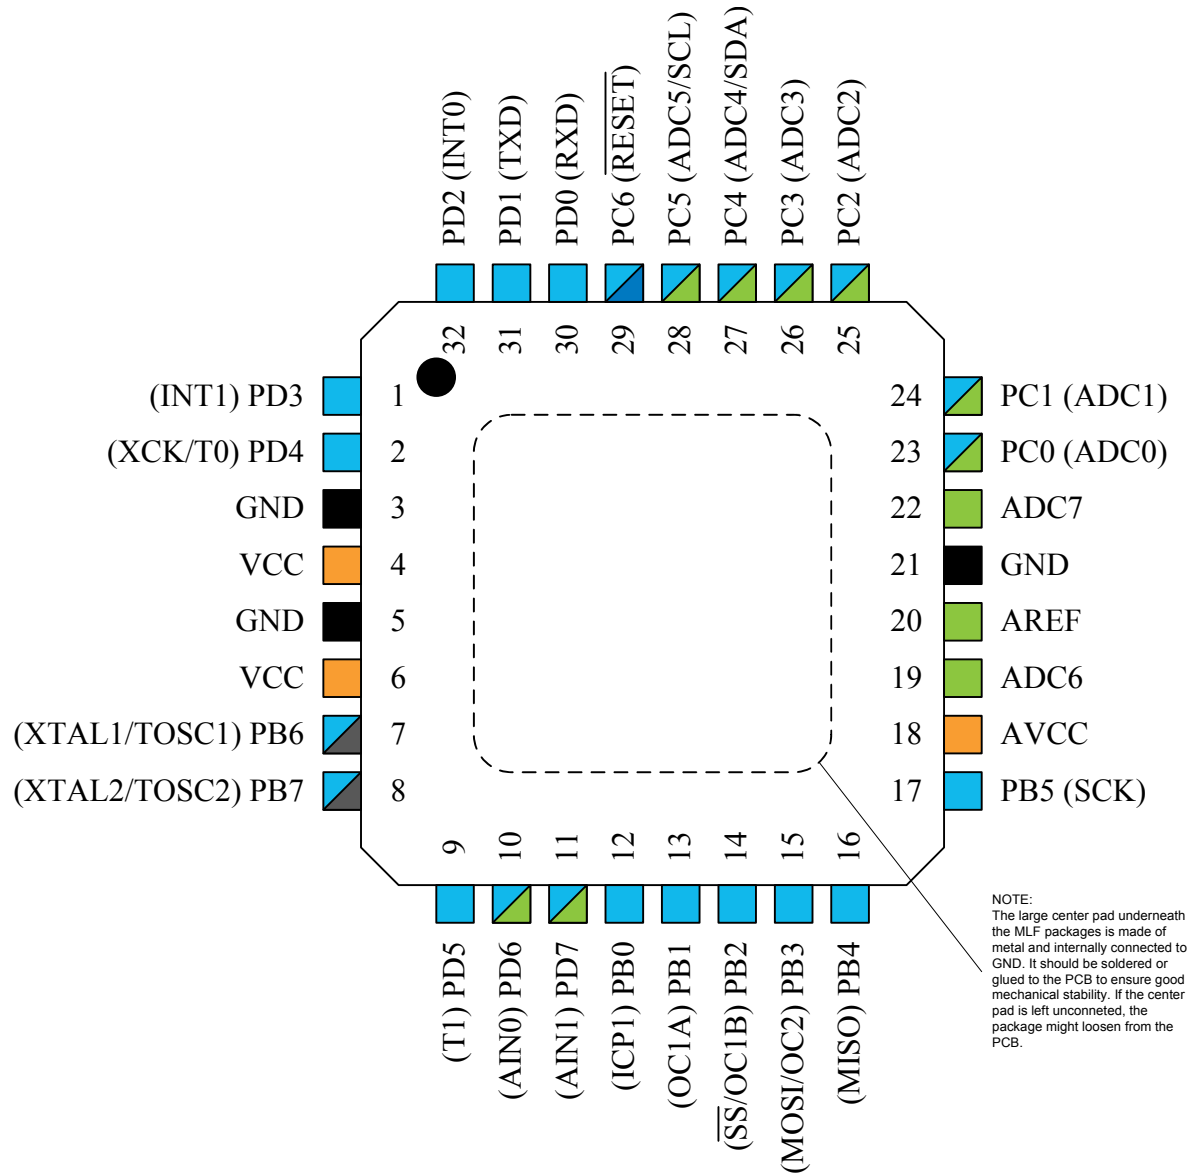 PD2 (INT0)
PD1 (TXD)
PD0 (RXD)
PC6 (RESET)
PC5 (ADC5/SCL)
PC4 (ADC4/SDA)
PC3 (ADC3)
PC2 (ADC2)
32
31
30
29
28
27
26
25
(INT1) PD3 1
(XCK/T0) PD4 2
GND 3
VCC 4
GND 5
VCC 6
(XTAL1/TOSC1) PB6 7
(XTAL2/TOSC2) PB7 8
24 PC1 (ADC1)
23 PC0 (ADC0)
22 ADC7
21 GND
20 AREF
19 ADC6
18 AVCC
17 PB5 (SCK)
9
10
11
12
13
14
15
16
(T1) PD5
(AIN0) PD6
(AIN1) PD7
(ICP1) PB0
(OC1A) PB1
(SS/OC1B) PB2
(MOSI/OC2) PB3
(MISO) PB4
NOTE:
The large center pad underneath
the MLF packages is made of
metal and internally connected to
GND. It should be soldered or
glued to the PCB to ensure good
mechanical stability. If the center
pad is left unconneted, the
package might loosen from the
PCB.